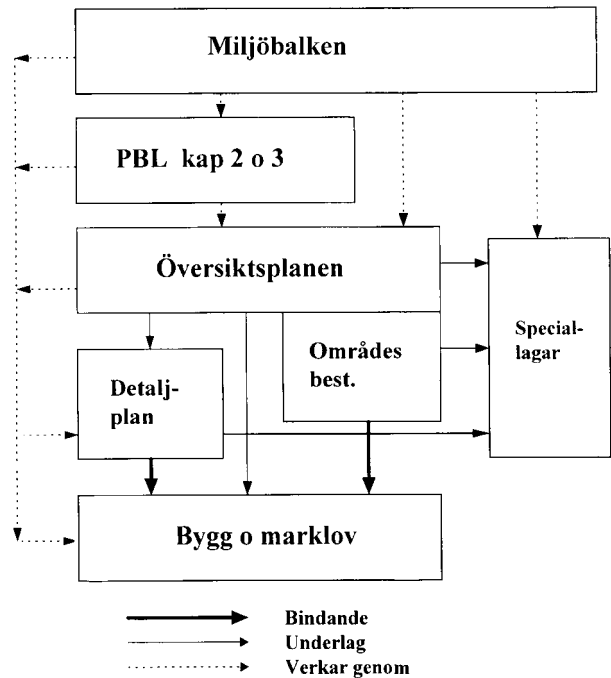 Miljöbalken
PBL kap 2 o 3
Översiktsplanen
Special-
lagar
Områdes
best.
Detalj-
plan
Bygg o marklov
Bindande
Underlag
Verkar genom